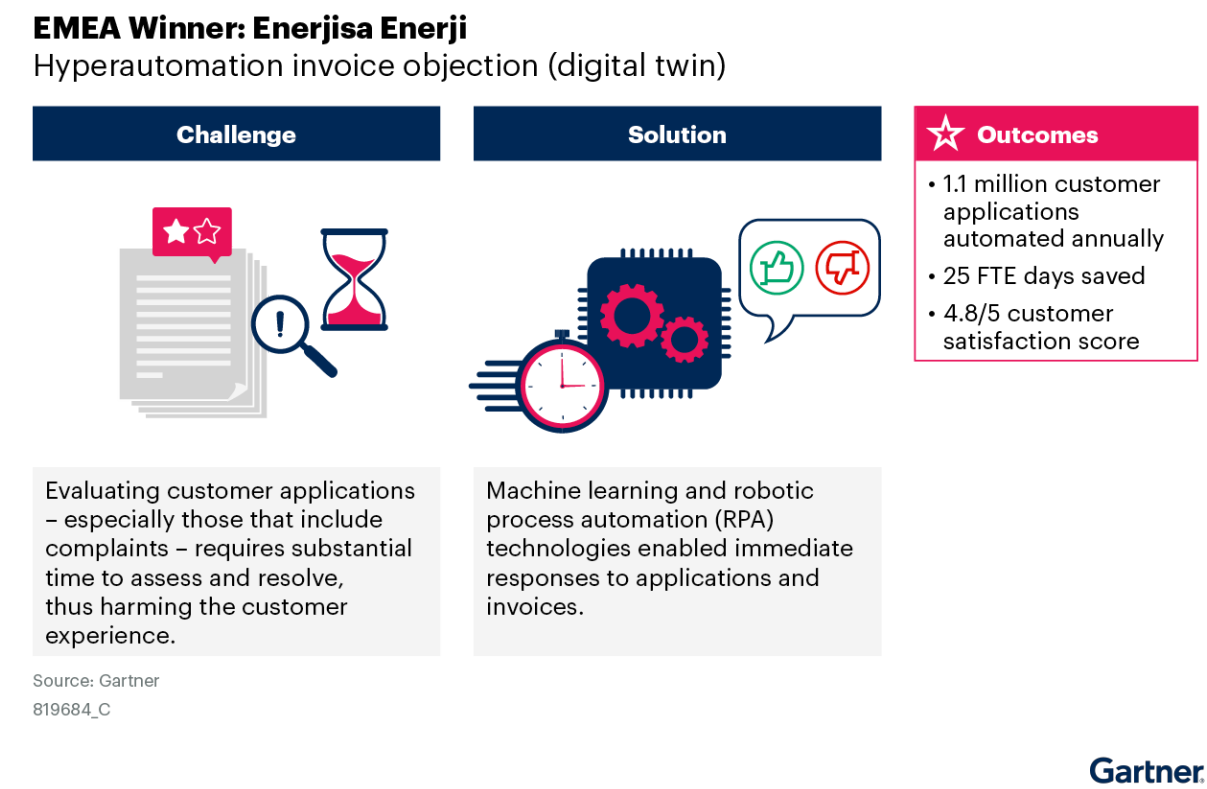 EMEA Winner: Enerjisa Enerji
Hyperautomation invoice objection (digital twin)
Challenge
Evaluating customer applications
– especially those that include
complaints – requires substantial
time to assess and resolve,
thus harming the customer
experience.
Solution
Machine learning and robotic
process automation (RPA)
technologies enabled immediate
responses to applications and
invoices.
Outcomes
• 1.1 million customer
applications
automated annually
• 25 FTE days saved
• 4.8/5 customer
satisfaction score
Source: Gartner
819684_C
Gartner